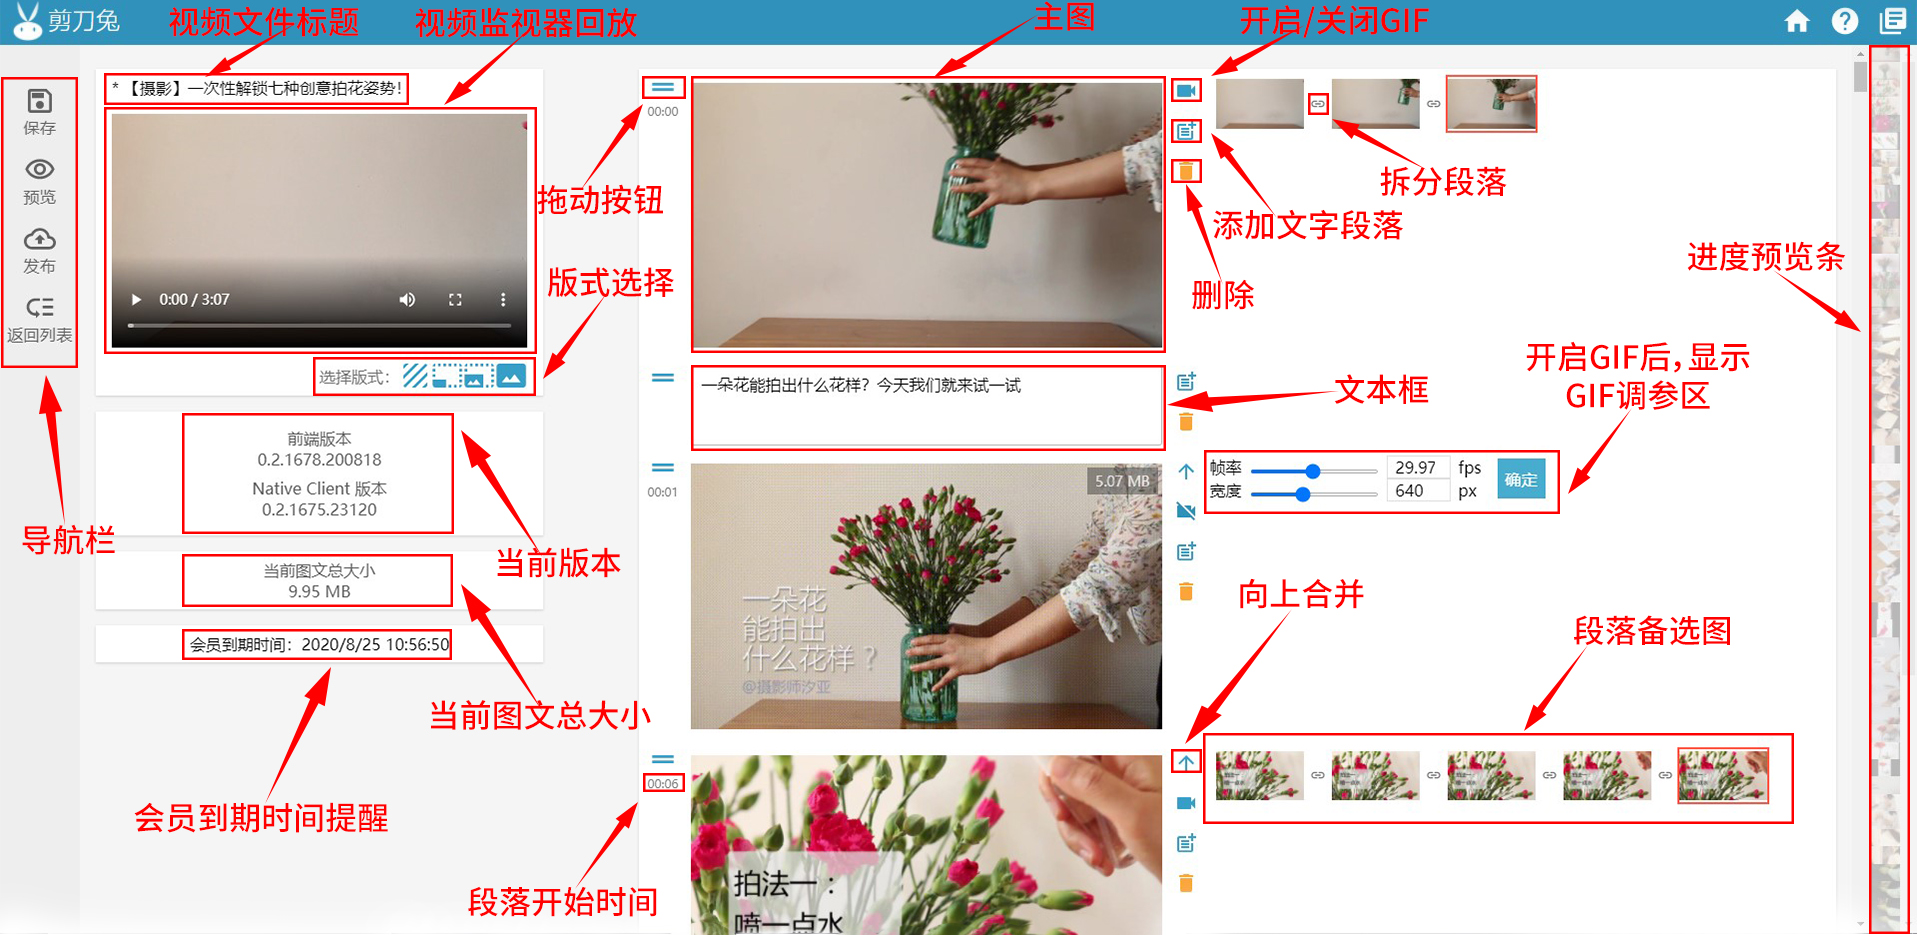 剪刀兔
视频文件标题
视频监视器回放
主图
开启/关闭GIF
* 【摄影】一次性解锁七种创意拍花姿势!
保存
预览
发布
返回列表
导航栏
0:00 / 3:07
选择版式：
版式选择
拖动按钮
00:00
拆分段落
添加文字段落
删除
进度预览条
一朵花能拍出什么花样？今天我们就来试一试
文本框
开启GIF后,显示
GIF调参区
前端版本
0.2.1678.200818
Native Client 版本
0.2.1675.23120
当前版本
当前图文总大小
9.95 MB
当前图文总大小
会员到期时间：2020/8/25 10:56:50
会员到期时间提醒
00:01
5.07 MB
一朵花
能拍出
什么花样？
@摄影师汐亚
帧率 29.97 fps
宽度 640 px
确定
向上合并
段落备选图
00:06
段落开始时间
拍法一：
喷一点水